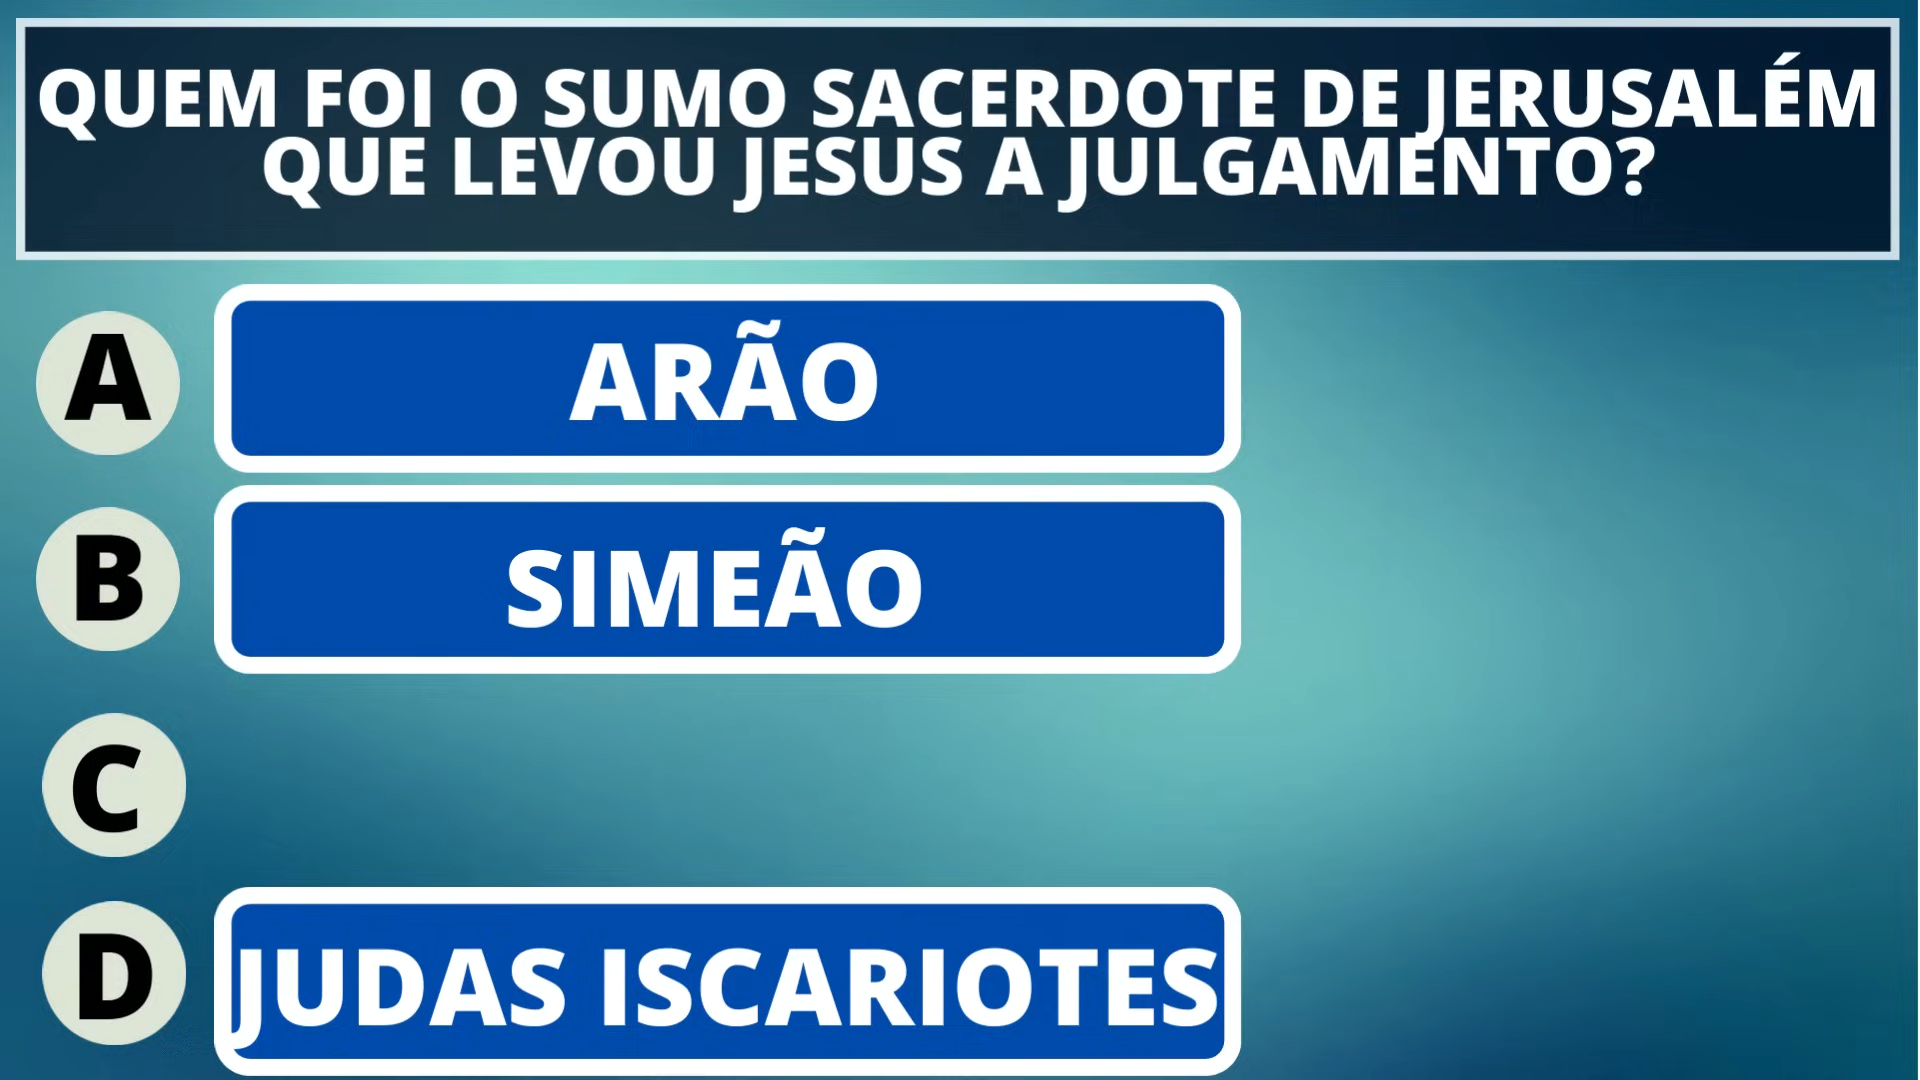 QUEM FOI O SUMO SACERDOTE DE JERUSALÉM
QUE LEVOU JESUS A JULGAMENTO?
A
ARÃO
B
SIMEÃO
C
D
JUDAS ISCARIOTES